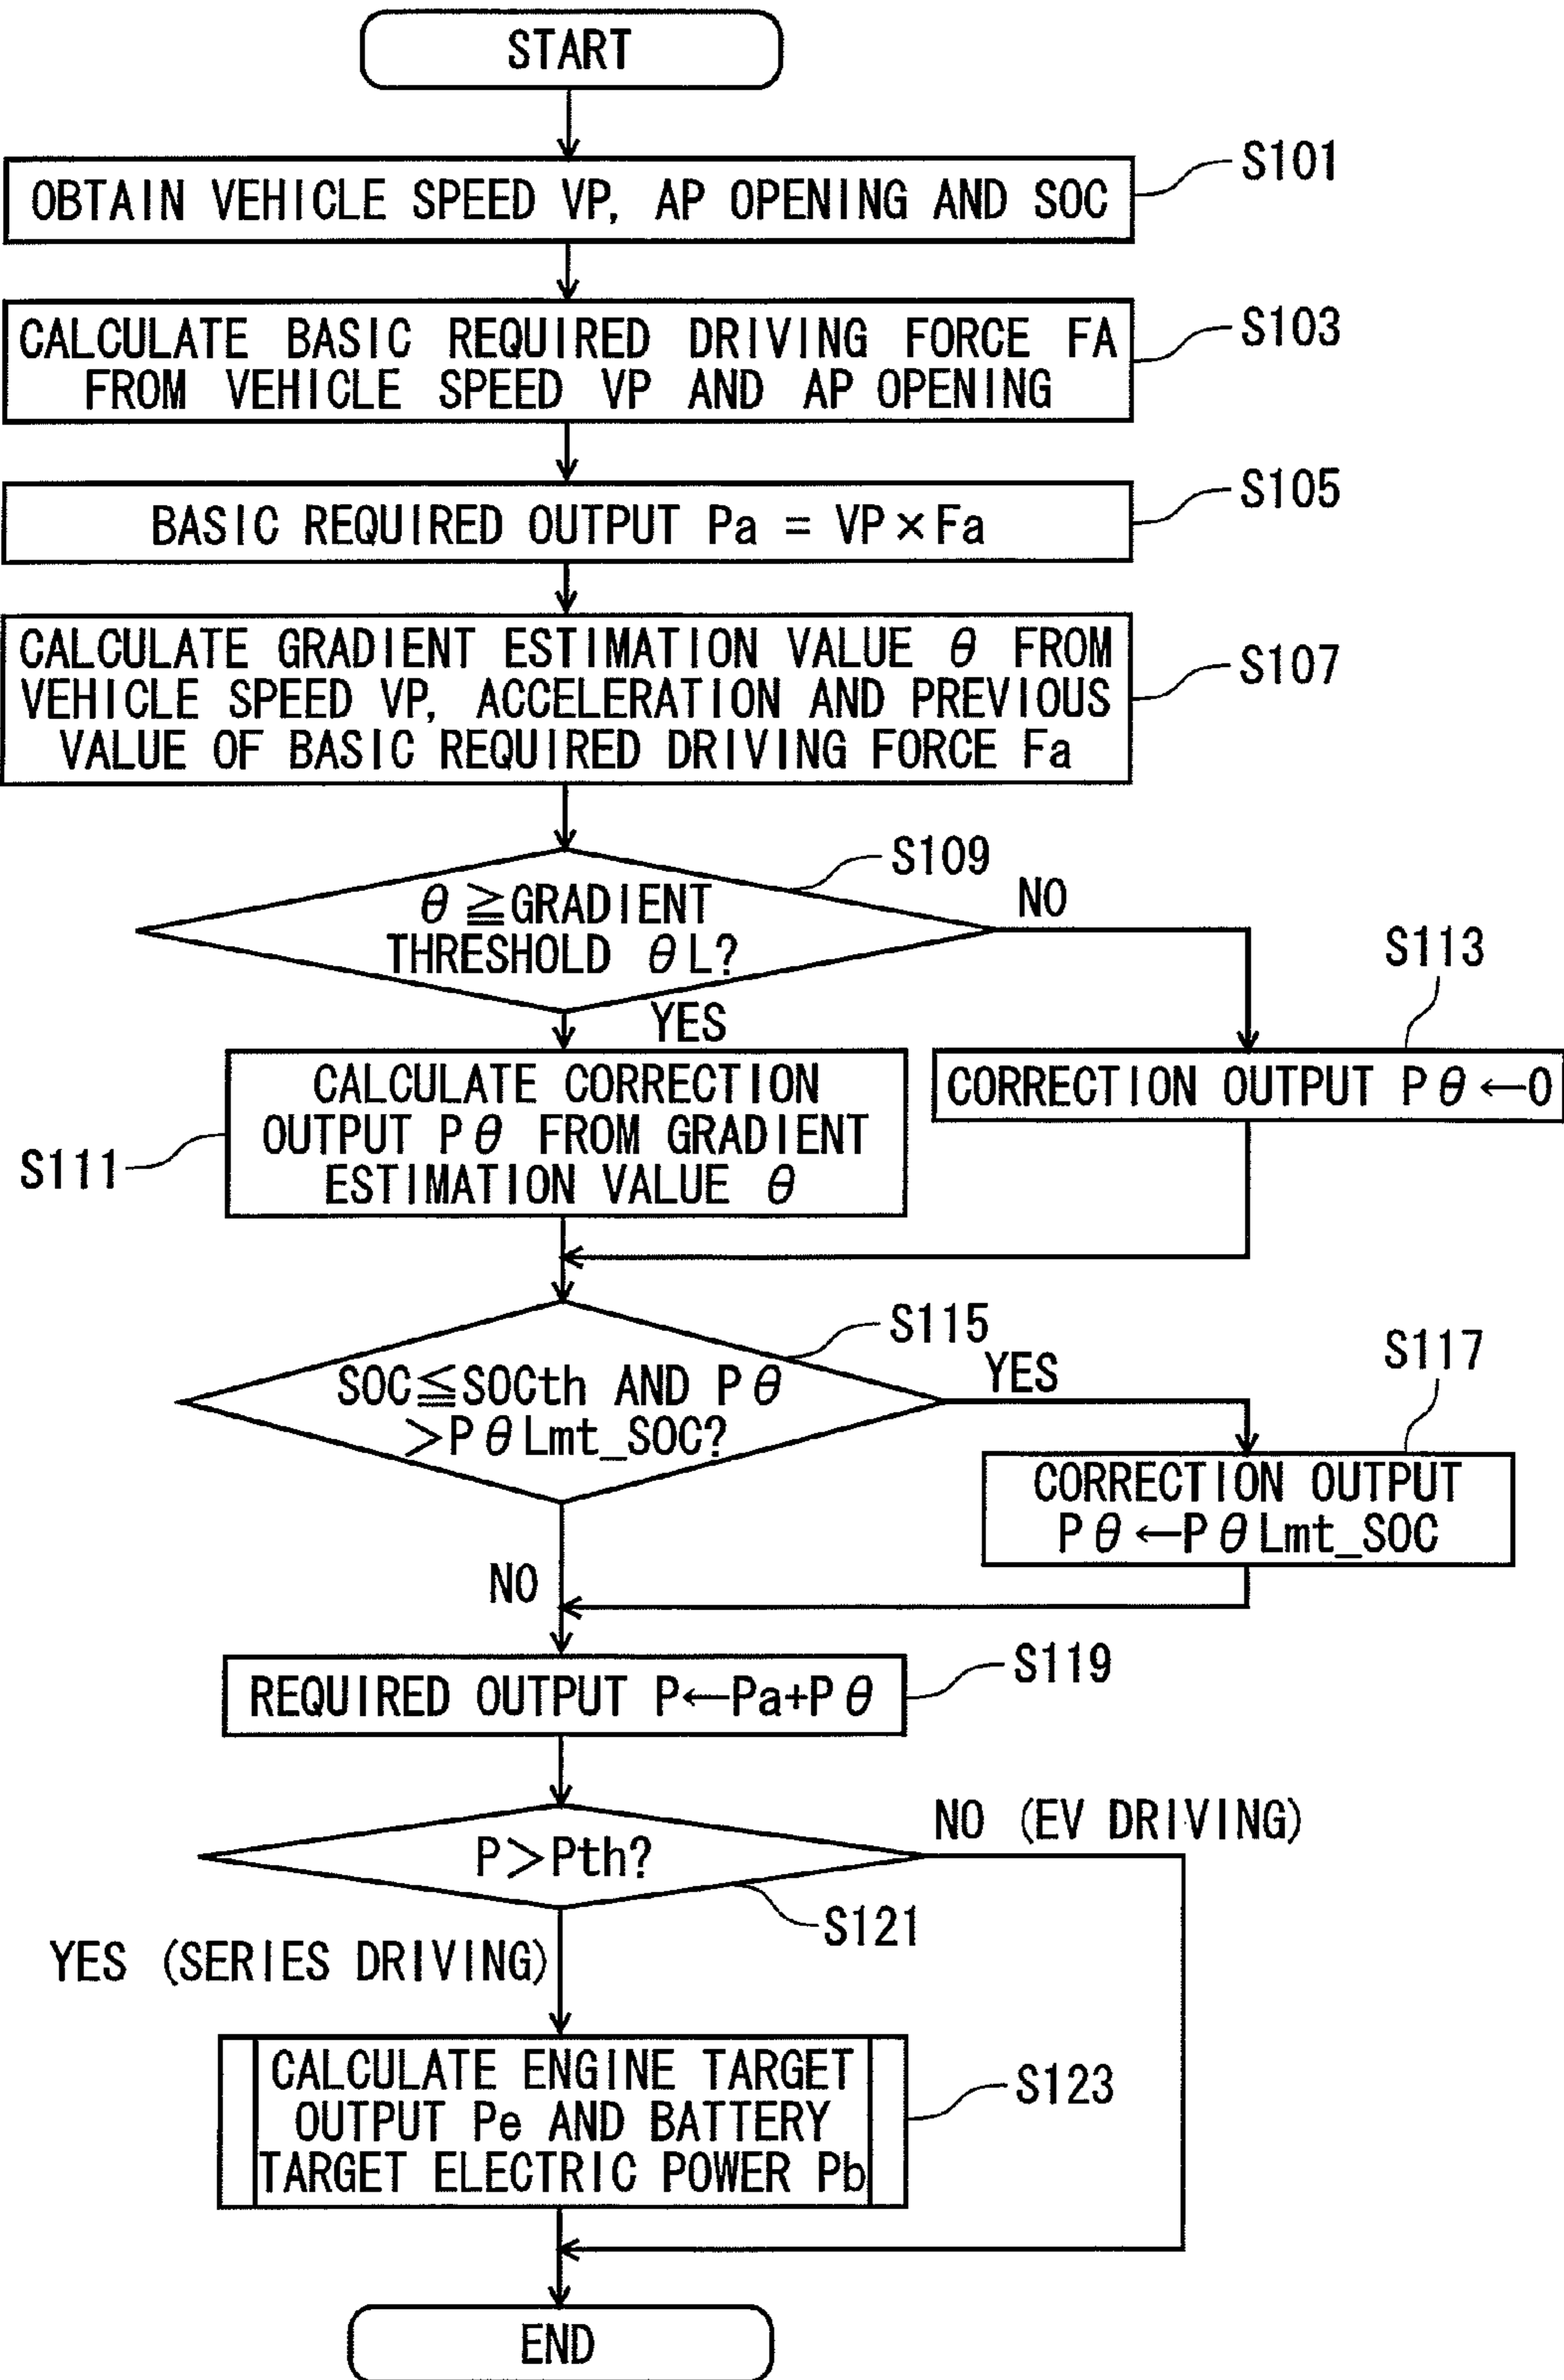 START
S101
OBTAIN VEHICLE SPEED VP, AP OPENING AND SOC
S103
CALCULATE BASIC REQUIRED DRIVING FORCE FA
FROM VEHICLE SPEED VP AND AP OPENING
S105
BASIC REQUIRED OUTPUT Pa = VP×Fa
S107
CALCULATE GRADIENT ESTIMATION VALUE θ FROM
VEHICLE SPEED VP, ACCELERATION AND PREVIOUS
VALUE OF BASIC REQUIRED DRIVING FORCE Fa
S109
θ≧GRADIENT
THRESHOLD θL?
NO
YES
S113
CORRECTION OUTPUT Pθ←0
S111
CALCULATE CORRECTION
OUTPUT Pθ FROM GRADIENT
ESTIMATION VALUE θ
S115
SOC≦SOCth AND Pθ
>PθLmt_SOC?
YES
NO
S117
CORRECTION OUTPUT
Pθ←PθLmt_SOC
S119
REQUIRED OUTPUT P←Pa+Pθ
P>Pth?
NO (EV DRIVING)
S121
YES (SERIES DRIVING)
S123
CALCULATE ENGINE TARGET
OUTPUT Pe AND BATTERY
TARGET ELECTRIC POWER Pb
END